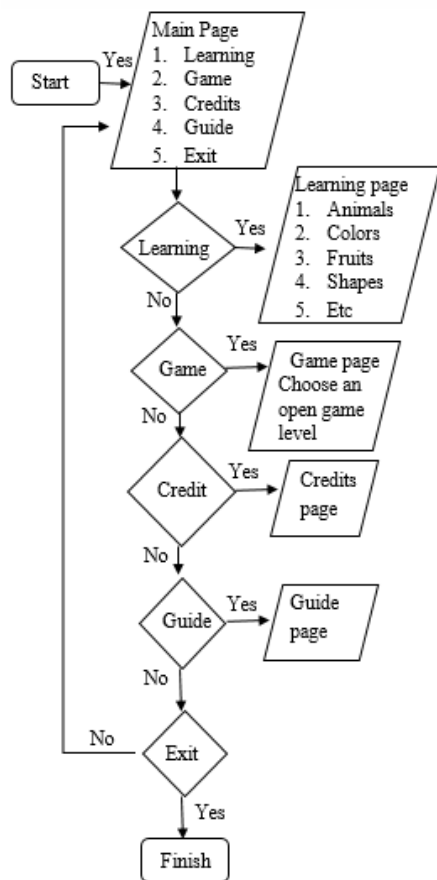 Start
Yes
Main Page
1. Learning
2. Game
3. Credits
4. Guide
5. Exit
Learning
Yes
Learning page
1. Animals
2. Colors
3. Fruits
4. Shapes
5. Etc
No
Game
Yes
Game page
Choose an
open game
level
No
Credit
Yes
Credits
page
No
Guide
Yes
Guide
page
No
Exit
No
Yes
Finish